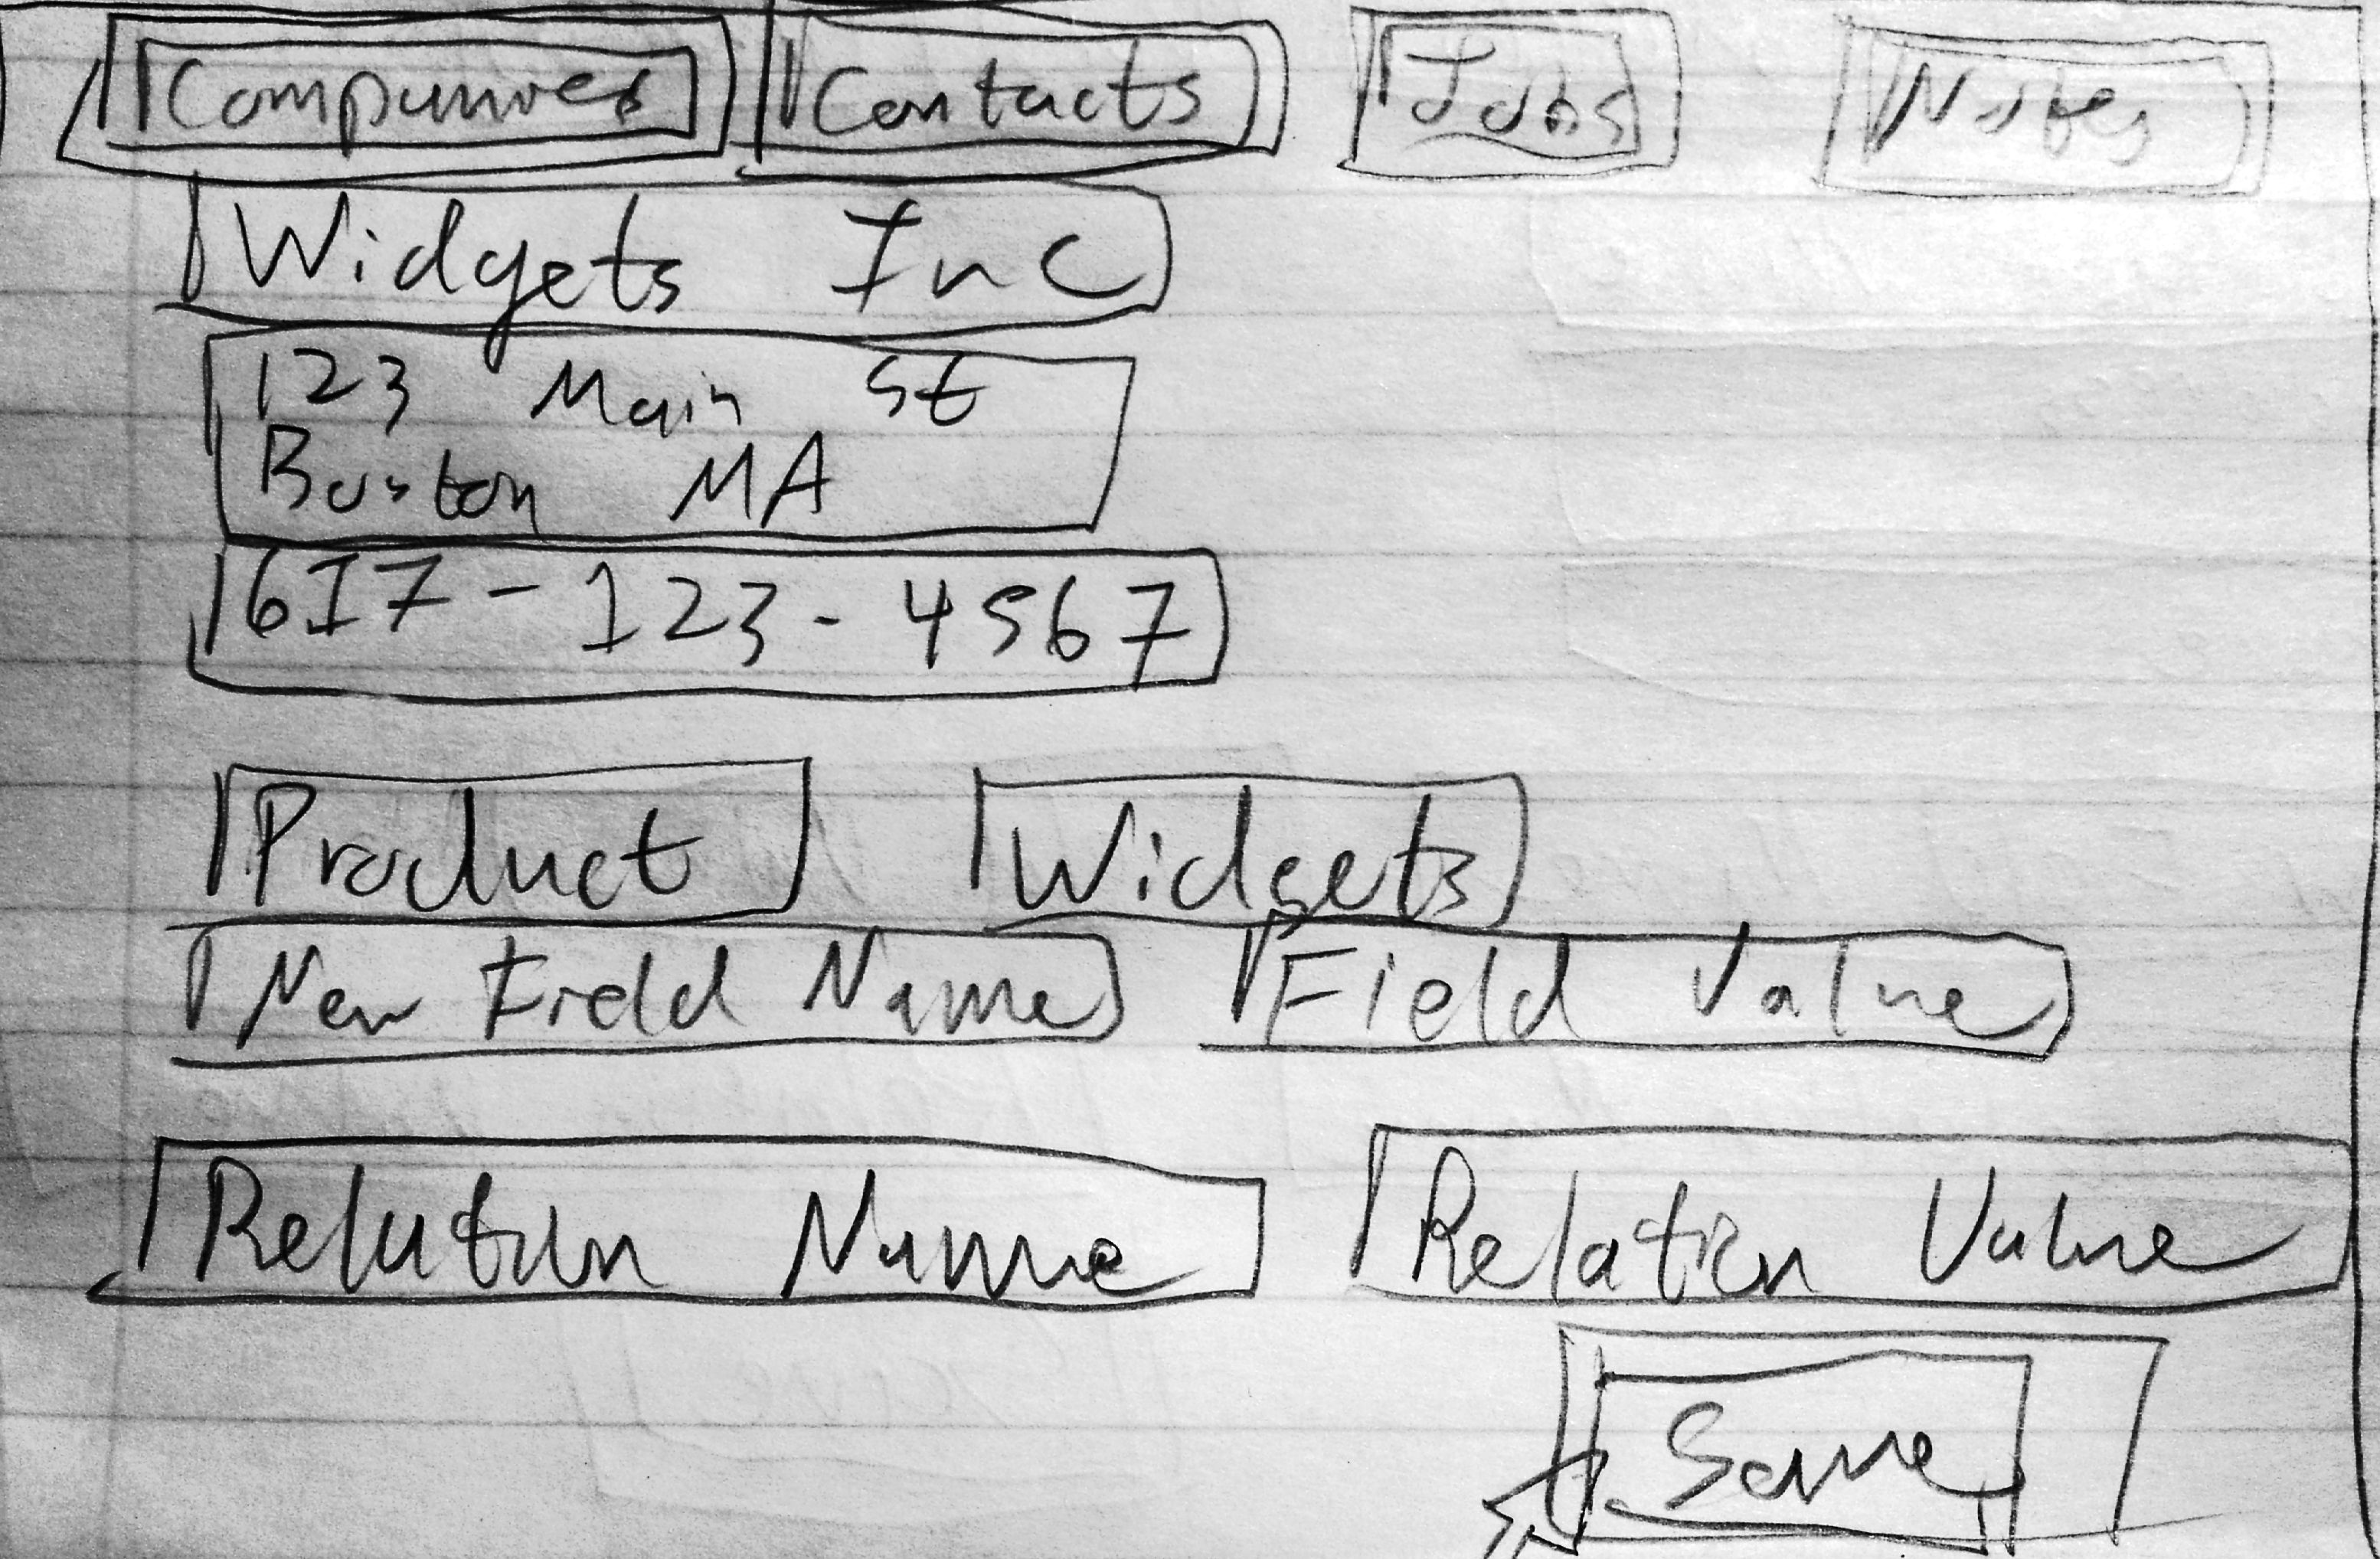 Companies Contacts Jobs Notes
Widgets Inc
123 Main St
Boston MA
617-123-4567
Product Widgets
New Field Name Field Value
Relation Name Relation Value
Save